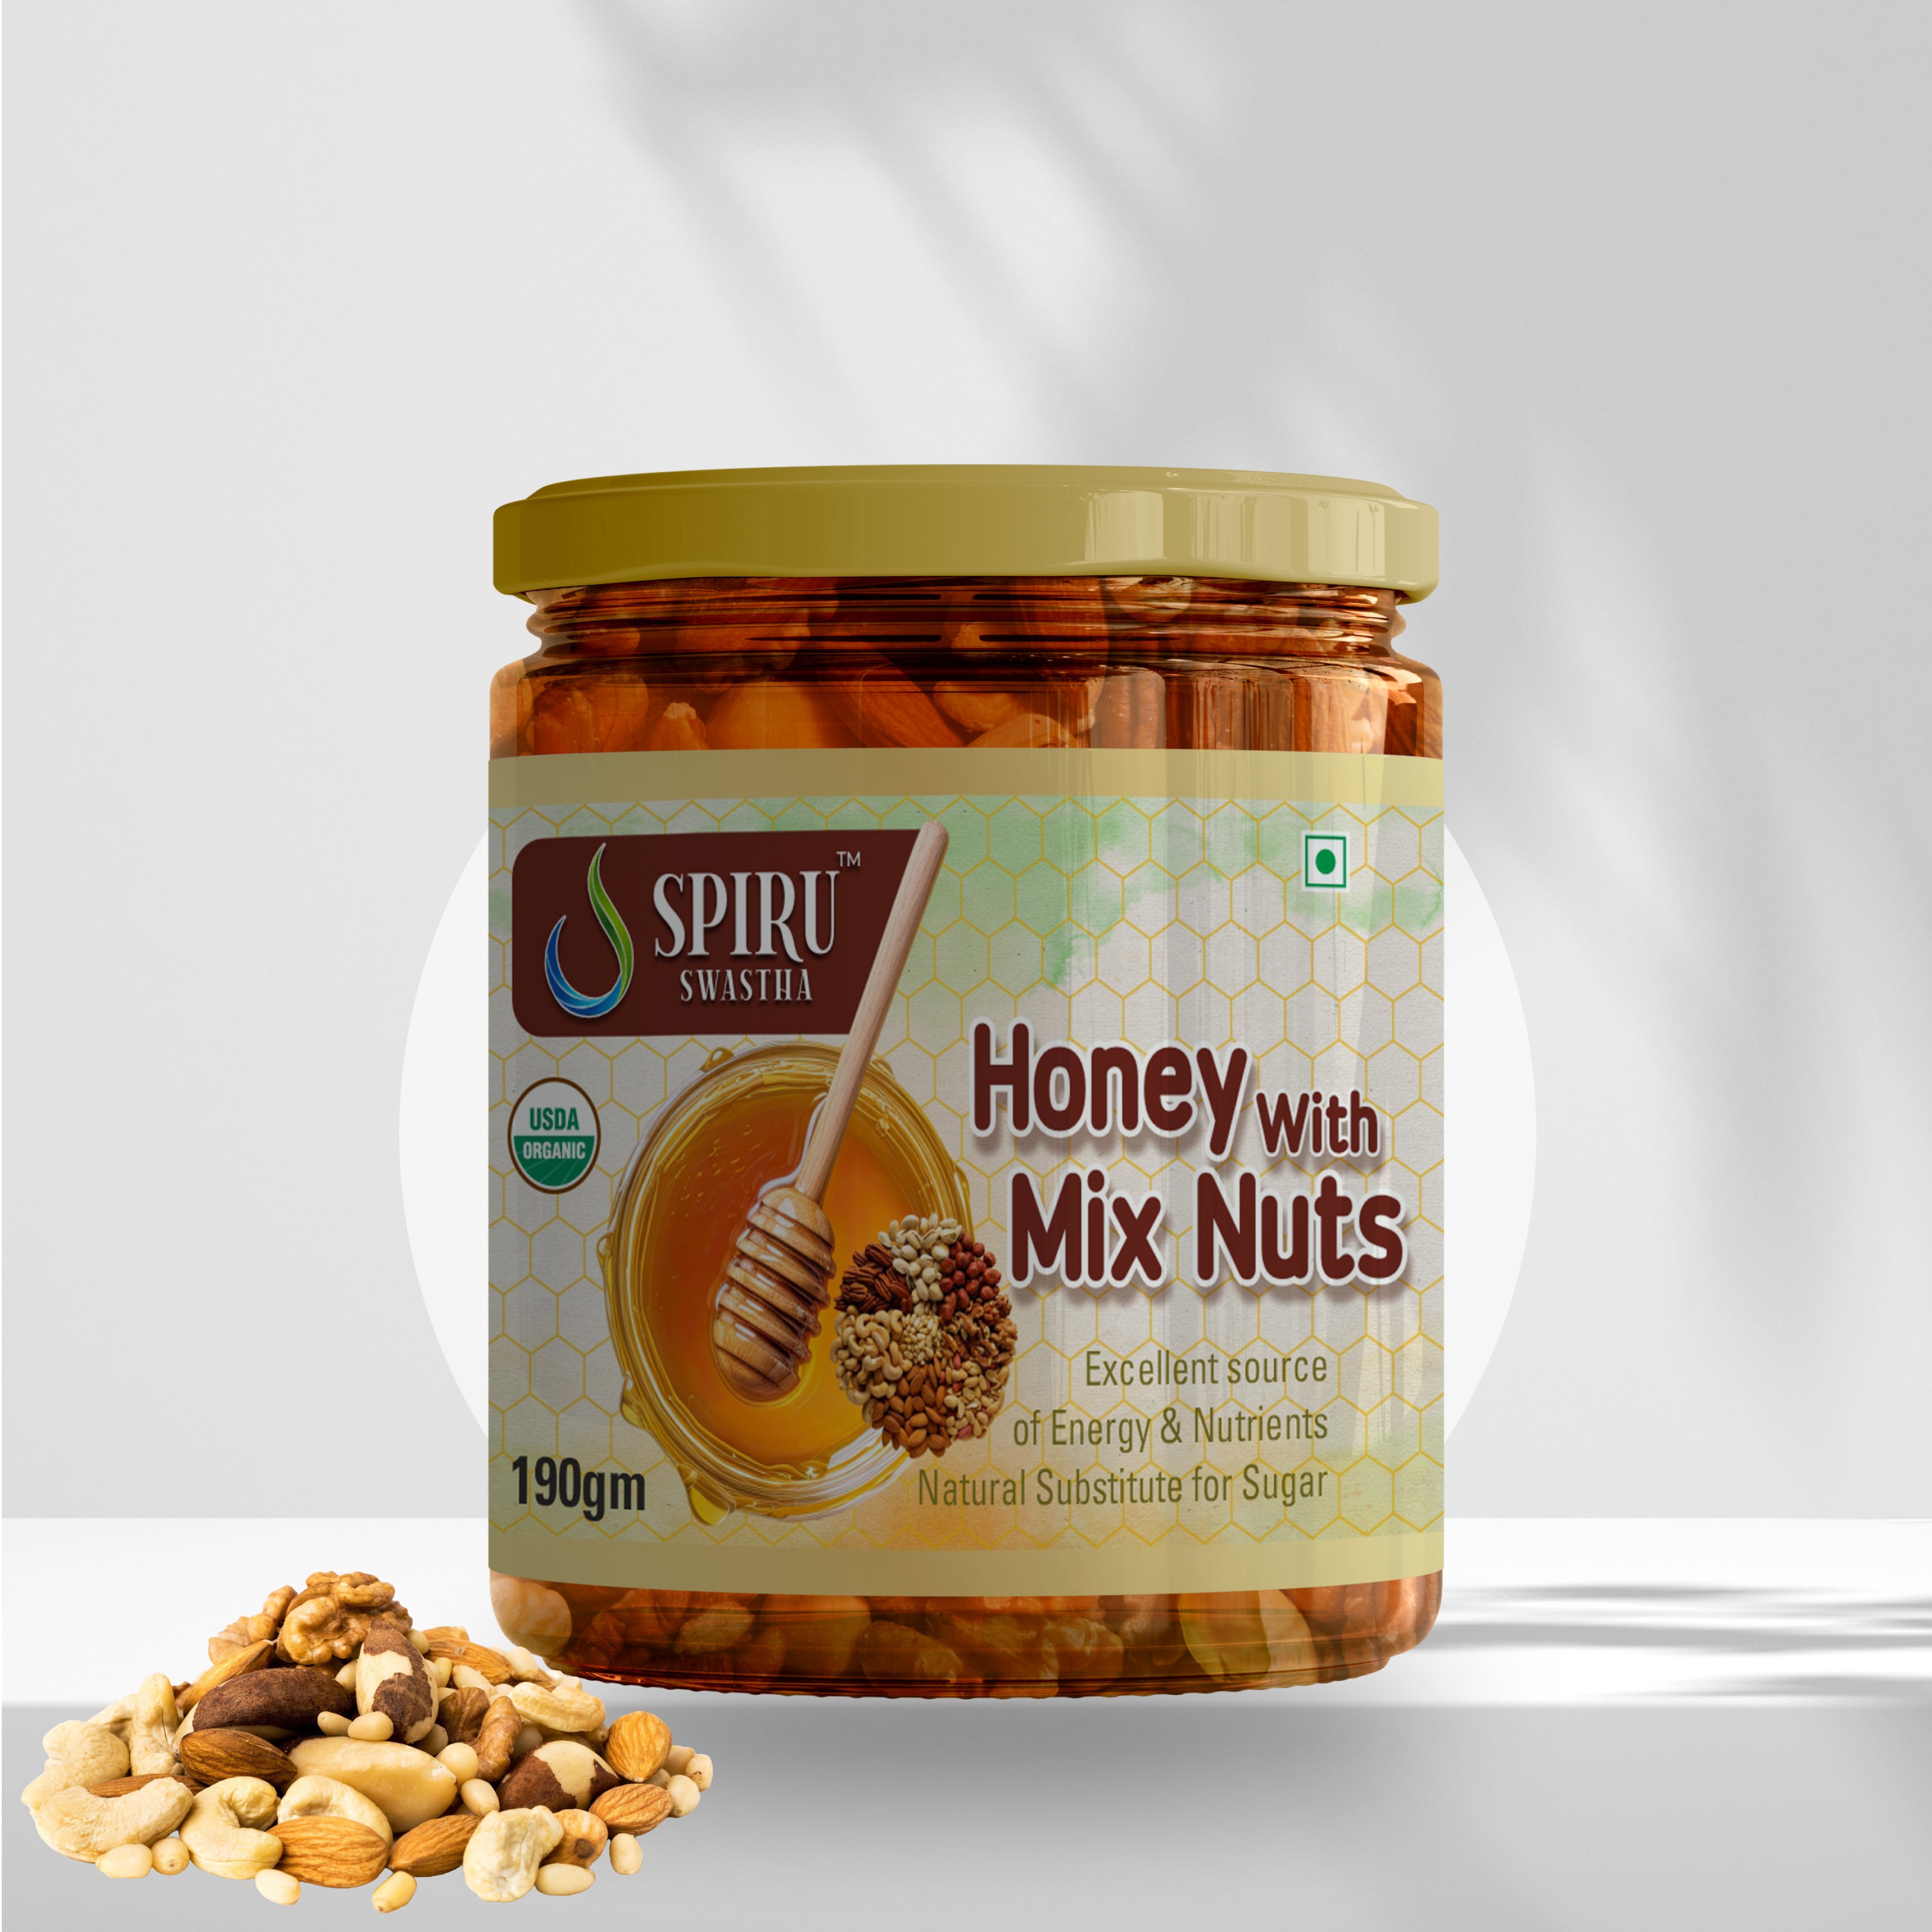 SPIRU™
SWASTHA
USDA
ORGANIC
Honey With
Mix Nuts
Excellent source
of Energy & Nutrients
Natural Substitute for Sugar
190gm